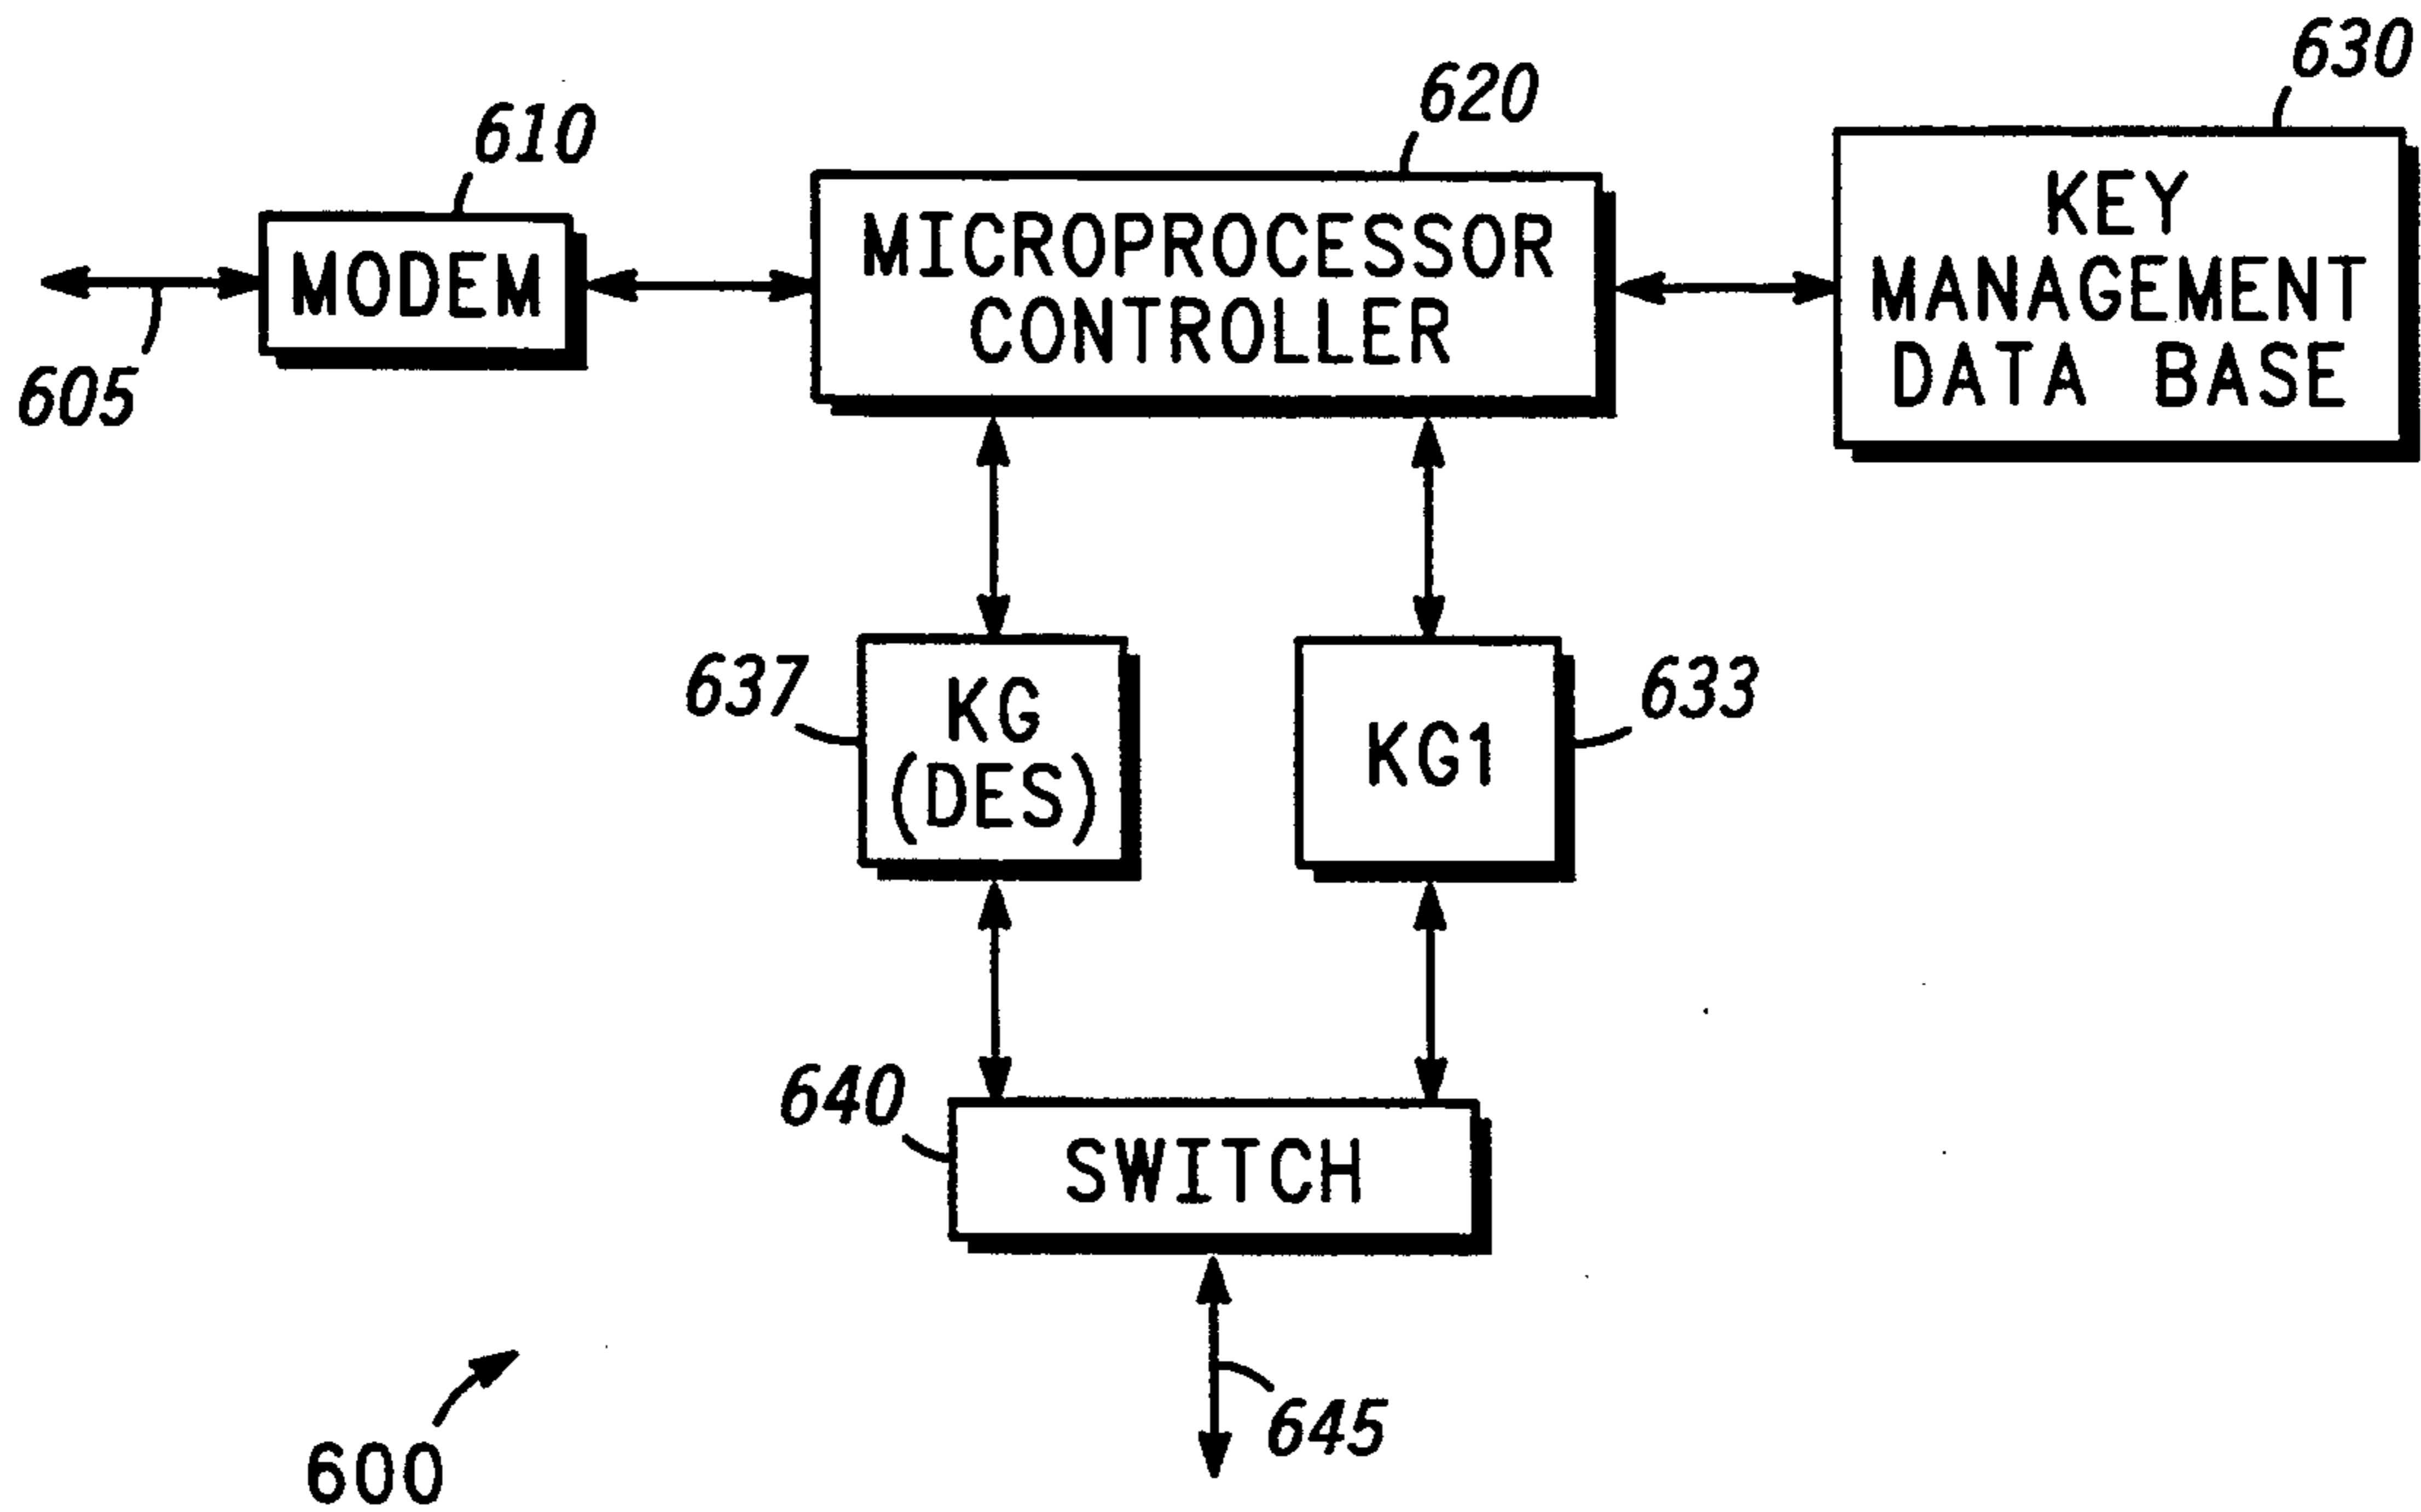 630
620
610
KEY
MANAGEMENT
DATA BASE
MICROPROCESSOR
CONTROLLER
MODEM
605
637
KG
(DES)
KG1
633
640
SWITCH
645
600